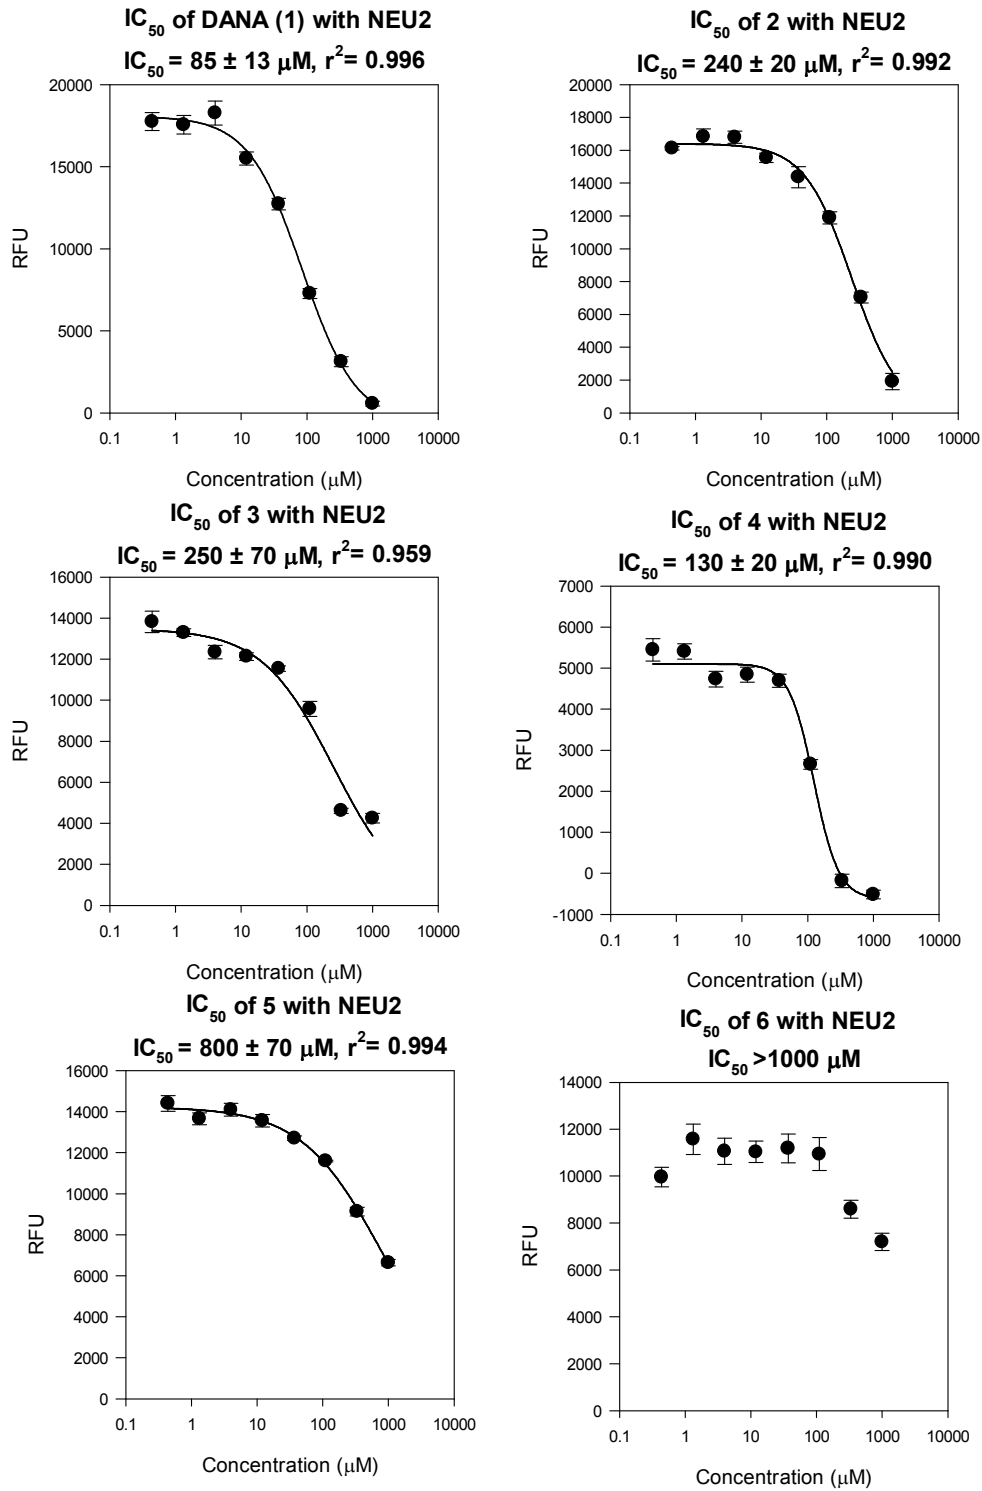 IC50 of DANA (1) with NEU2
IC50 = 85 ± 13 μM, r2= 0.996
20000
15000
10000
5000
0
RFU
0.1 1 10 100 1000 10000
Concentration (μM)
IC50 of 2 with NEU2
IC50 = 240 ± 20 μM, r2= 0.992
20000
18000
16000
14000
12000
10000
8000
6000
4000
2000
0
RFU
0.1 1 10 100 1000 10000
Concentration (μM)
IC50 of 3 with NEU2
IC50 = 250 ± 70 μM, r2= 0.959
16000
14000
12000
10000
8000
6000
4000
2000
0
RFU
0.1 1 10 100 1000 10000
Concentration (μM)
IC50 of 4 with NEU2
IC50 = 130 ± 20 μM, r2= 0.990
7000
6000
5000
4000
3000
2000
1000
0
-1000
RFU
0.1 1 10 100 1000 10000
Concentration (μM)
IC50 of 5 with NEU2
IC50 = 800 ± 70 μM, r2= 0.994
16000
14000
12000
10000
8000
6000
4000
2000
0
RFU
0.1 1 10 100 1000 10000
Concentration (μM)
IC50 of 6 with NEU2
IC50 >1000 μM
14000
12000
10000
8000
6000
4000
2000
0
RFU
0.1 1 10 100 1000 10000
Concentration (μM)